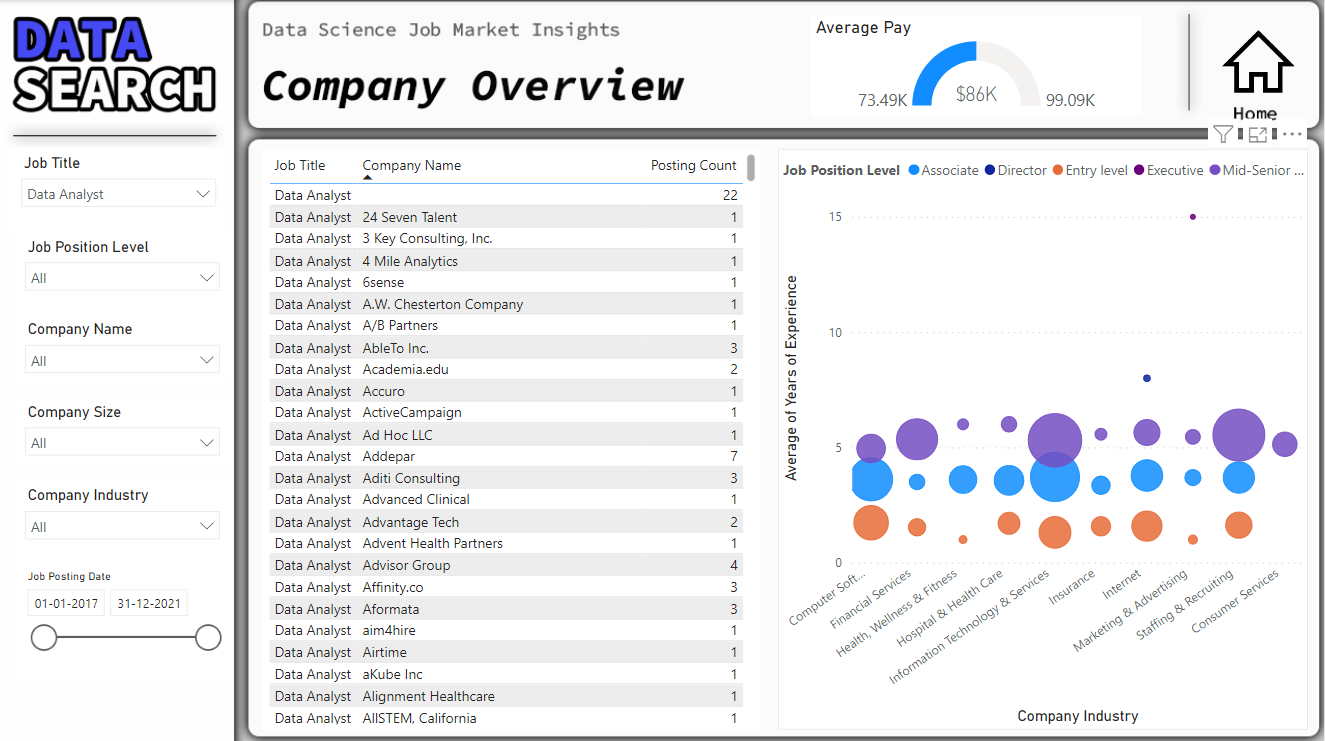 DATA
SEARCH
Data Science Job Market Insights
Company Overview
Average Pay
73.49K
$86K
99.09K
Home
Job Title
Data Analyst
Job Position Level
All
Company Name
All
Company Size
All
Company Industry
All
Job Posting Date
01-01-2017 31-12-2021
Job Title Company Name Posting Count
Data Analyst 22
Data Analyst 24 Seven Talent 1
Data Analyst 3 Key Consulting, Inc. 1
Data Analyst 4 Mile Analytics 1
Data Analyst 6sense 1
Data Analyst A.W. Chesterton Company 1
Data Analyst A/B Partners 1
Data Analyst AbleTo Inc. 3
Data Analyst Academia.edu 2
Data Analyst Accuro 1
Data Analyst ActiveCampaign 1
Data Analyst Ad Hoc LLC 1
Data Analyst Addepar 7
Data Analyst Aditi Consulting 3
Data Analyst Advanced Clinical 1
Data Analyst Advantage Tech 2
Data Analyst Advent Health Partners 1
Data Analyst Advisor Group 4
Data Analyst Affinity.co 3
Data Analyst Aformata 3
Data Analyst aim4hire 1
Data Analyst Airtime 1
Data Analyst aKube Inc 1
Data Analyst Alignment Healthcare 1
Data Analyst AllSTEM, California 1
Job Position Level Associate Director Entry level Executive Mid-Senior ...
Average of Years of Experience
15
10
5
0
Computer Soft...
Financial Services
Health, Wellness & Fitness
Hospital & Health Care
Information Technology & Services
Insurance
Internet
Marketing & Advertising
Staffing & Recruiting
Consumer Services
Company Industry